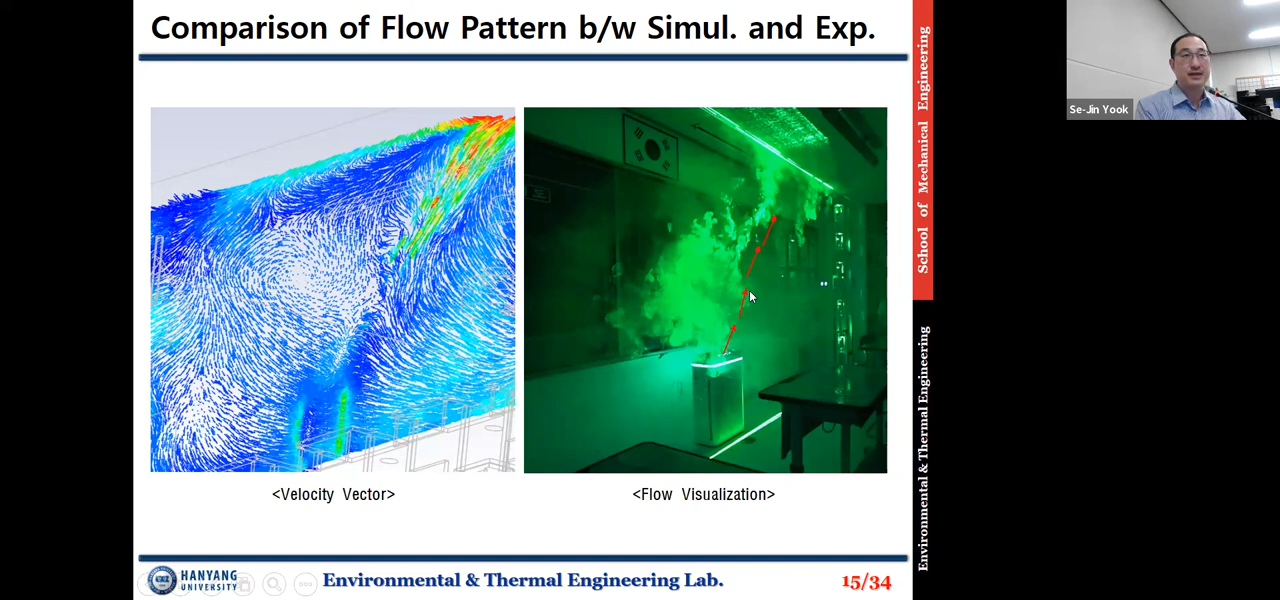 Comparison of Flow Pattern b/w Simul. and Exp.
Se-Jin Yook
School of Mechanical Engineering
Environmental & Thermal Engineering
<Velocity Vector>
<Flow Visualization>
HANYANG
UNIVERSITY
Environmental & Thermal Engineering Lab.
15/34